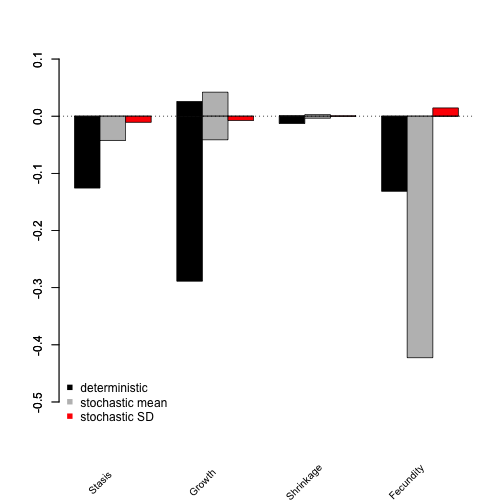 0.1
0.0
-0.1
-0.2
-0.3
-0.4
-0.5
deterministic
stochastic mean
stochastic SD
Stasis
Growth
Shrinkage
Fecundity